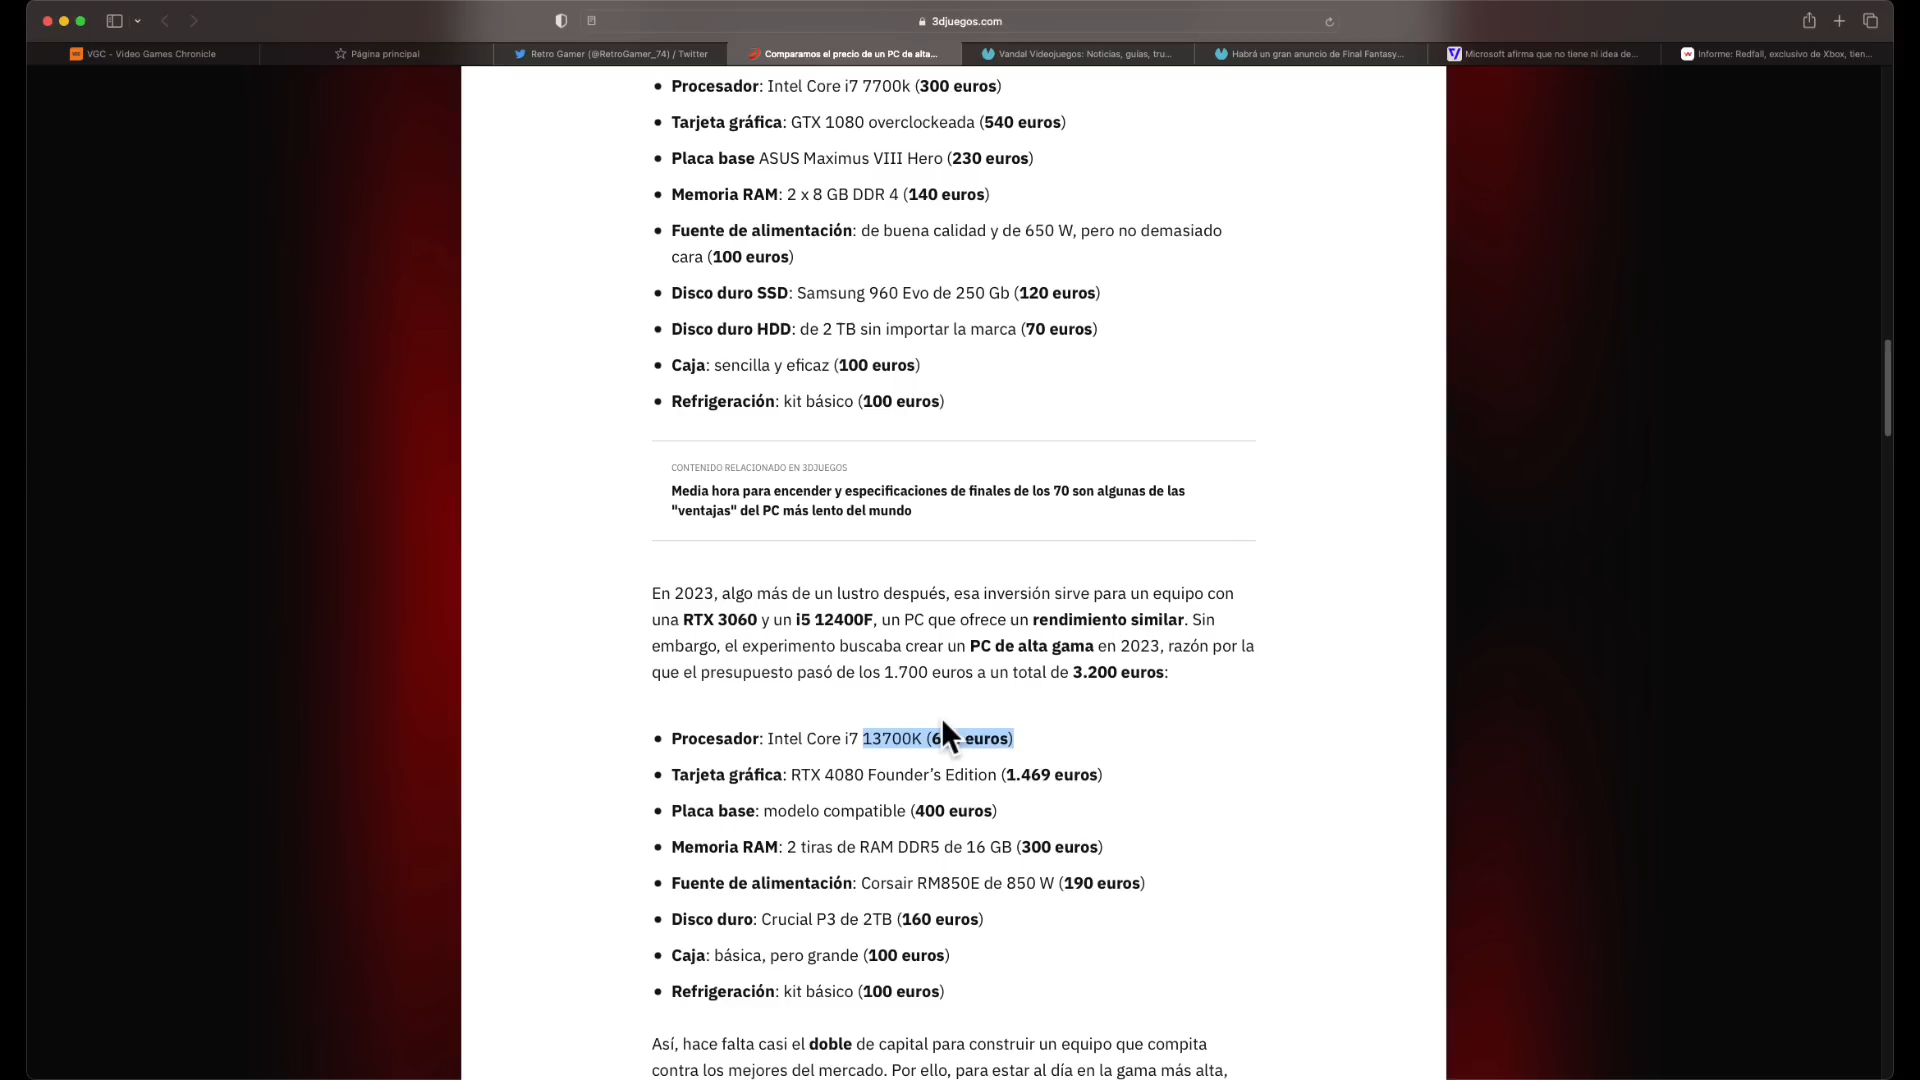 3djuegos.com
VGC - Video Games Chronicle
Página principal
Retro Gamer (@RetroGamer_74) / Twitter
Comparamos el precio de un PC de alta...
Vandal Videojuegos: Noticias, guías, tru...
Habrá un gran anuncio de Final Fantasy...
Microsoft afirma que no tiene ni idea de...
Informe: Redfall, exclusivo de Xbox, tien...
• Procesador: Intel Core i7 7700k (300 euros)
• Tarjeta gráfica: GTX 1080 overclockeada (540 euros)
• Placa base ASUS Maximus VIII Hero (230 euros)
• Memoria RAM: 2 x 8 GB DDR 4 (140 euros)
• Fuente de alimentación: de buena calidad y de 650 W, pero no demasiado
cara (100 euros)
• Disco duro SSD: Samsung 960 Evo de 250 Gb (120 euros)
• Disco duro HDD: de 2 TB sin importar la marca (70 euros)
• Caja: sencilla y eficaz (100 euros)
• Refrigeración: kit básico (100 euros)
CONTENIDO RELACIONADO EN 3DJUEGOS
Media hora para encender y especificaciones de finales de los 70 son algunas de las
"ventajas" del PC más lento del mundo
En 2023, algo más de un lustro después, esa inversión sirve para un equipo con
una RTX 3060 y un i5 12400F, un PC que ofrece un rendimiento similar. Sin
embargo, el experimento buscaba crear un PC de alta gama en 2023, razón por la
que el presupuesto pasó de los 1.700 euros a un total de 3.200 euros:
• Procesador: Intel Core i7 13700K ( euros)
• Tarjeta gráfica: RTX 4080 Founder’s Edition (1.469 euros)
• Placa base: modelo compatible (400 euros)
• Memoria RAM: 2 tiras de RAM DDR5 de 16 GB (300 euros)
• Fuente de alimentación: Corsair RM850E de 850 W (190 euros)
• Disco duro: Crucial P3 de 2TB (160 euros)
• Caja: básica, pero grande (100 euros)
• Refrigeración: kit básico (100 euros)
Así, hace falta casi el doble de capital para construir un equipo que compita
contra los mejores del mercado. Por ello, para estar al día en la gama más alta,